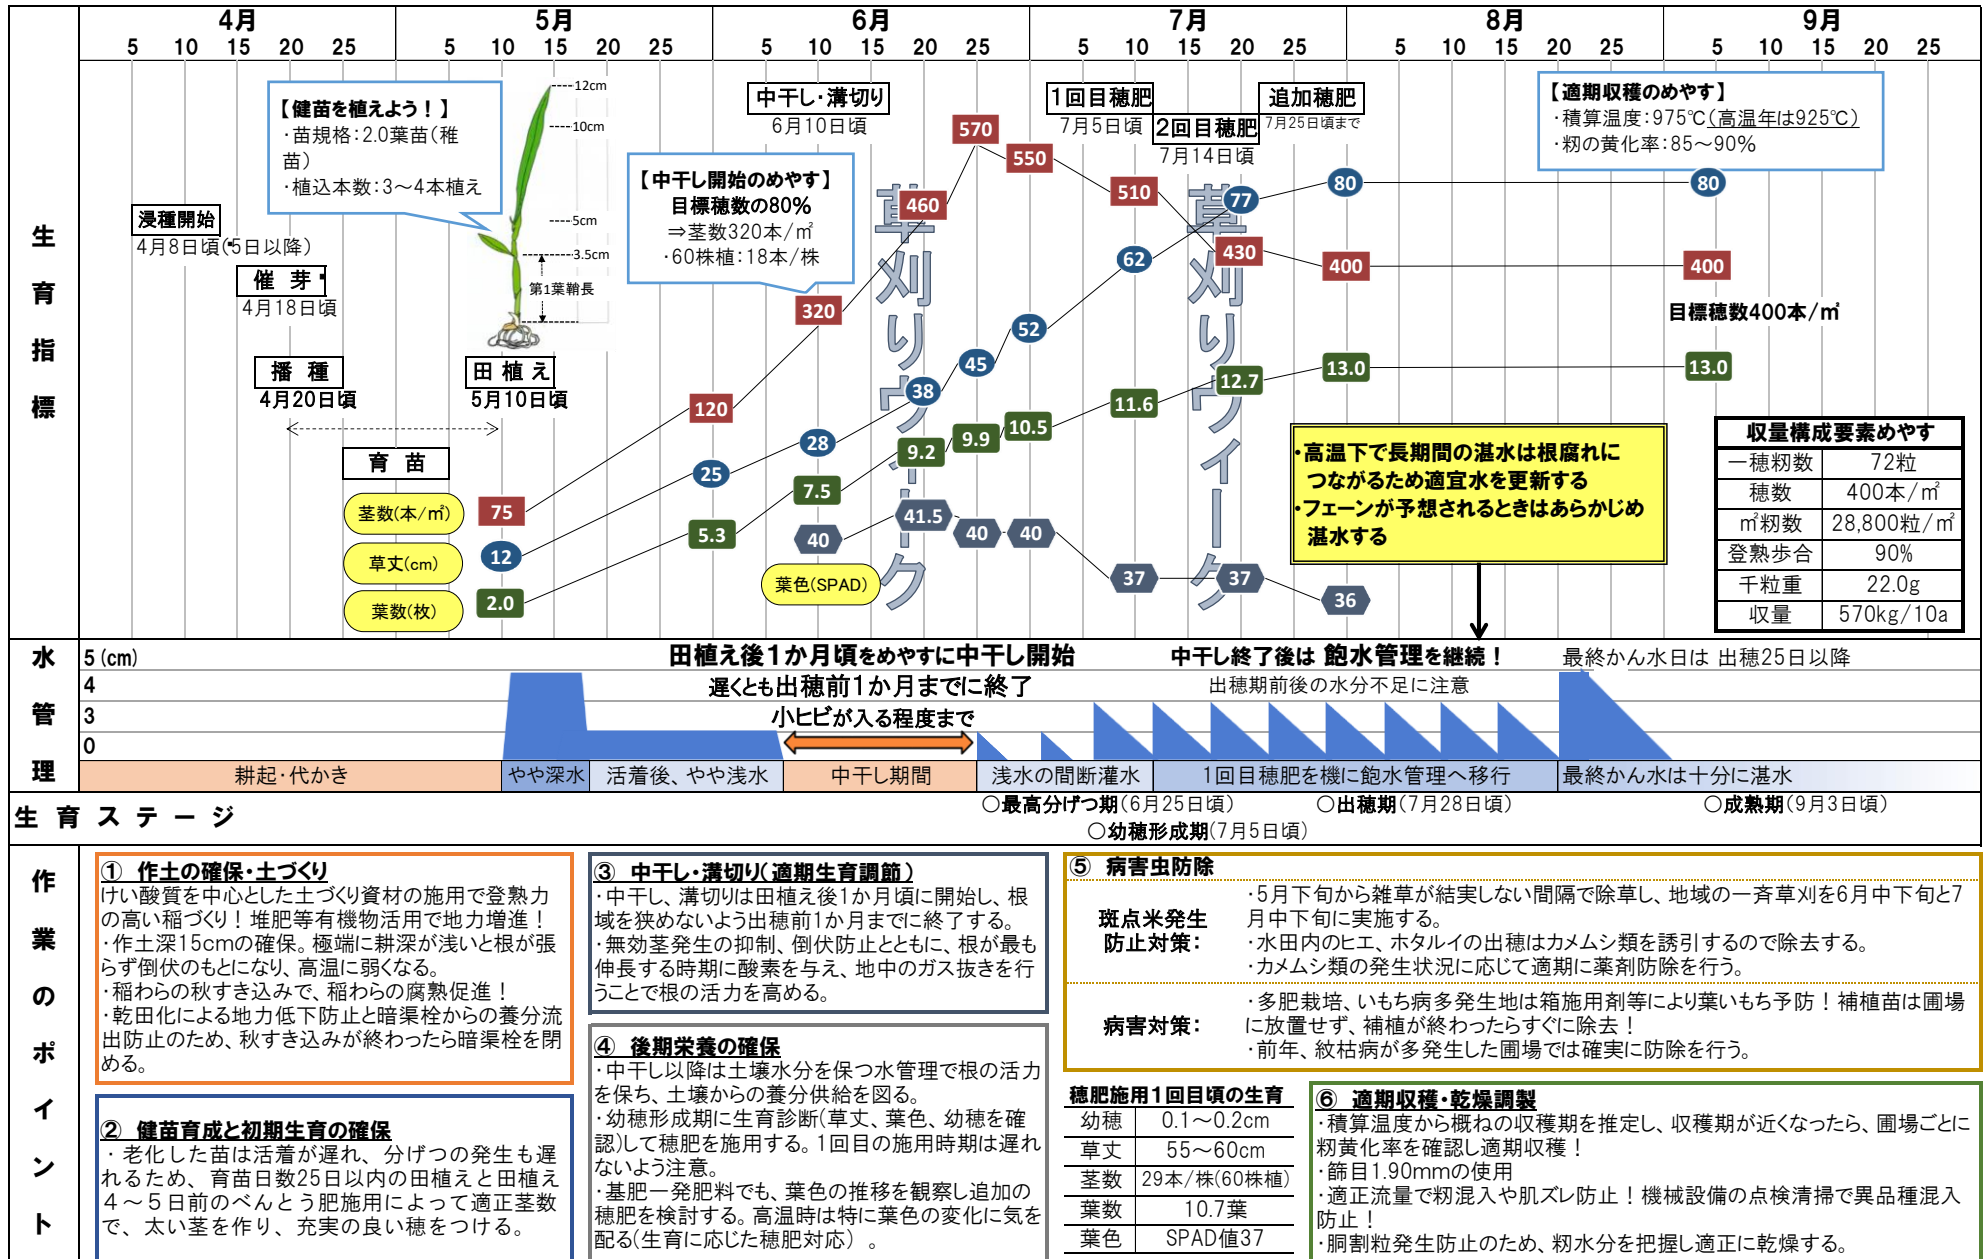 4月 5月 6月 7月 8月 9月
5 10 15 20 25 5 10 15 20 25 5 10 15 20 25 5 10 15 20 25 5 10 15 20 25 5 10 15 20 25
生育指標
【健苗を植えよう！】
・苗規格：2.0葉苗（稚
苗）
・植込本数：3～4本植え
12cm
10cm
5cm
3.5cm
第1葉鞘長
浸種開始
4月8日頃（5日以降）
催 芽
4月18日頃
播 種
4月20日頃
田 植 え
5月10日頃
育 苗
中干し・溝切り
6月10日頃
【中干し開始のめやす】
目標穂数の80%
⇒茎数320本/㎡
・60株植：18本/株
1回目穂肥
7月5日頃
2回目穂肥
7月14日頃
追加穂肥
7月25日頃まで
【適期収穫のめやす】
・積算温度：975℃（高温年は925℃）
・籾の黄化率：85～90%
草刈りウィーク
草刈りウィーク
茎数(本/㎡)
75 120 320 460 570 550 510 430 400 400
目標穂数400本/㎡
草丈(cm)
12 25 28 38 45 52 62 77 80 80
葉数(枚)
2.0 5.3 7.5 9.2 9.9 10.5 11.6 12.7 13.0 13.0
葉色(SPAD)
40 41.5 40 40 37 37 36
・高温下で長期間の湛水は根腐れに
つながるため適宜水を更新する
・フェーンが予想されるときはあらかじめ
湛水する
収量構成要素めやす
一穂籾数 72粒
穂数 400本/㎡
㎡籾数 28,800粒/㎡
登熟歩合 90%
千粒重 22.0g
収量 570kg/10a
水管理
5 (cm)
4
3
0
田植え後1か月頃をめやすに中干し開始
遅くとも出穂前1か月までに終了
小ヒビが入る程度まで
中干し終了後は 飽水管理を継続！
出穂期前後の水分不足に注意
最終かん水日は 出穂25日以降
耕起・代かき
やや深水
活着後、やや浅水
中干し期間
浅水の間断灌水
1回目穂肥を機に飽水管理へ移行
最終かん水は十分に湛水
生育ステージ
○最高分げつ期(6月25日頃)
○幼穂形成期(7月5日頃)
○出穂期(7月28日頃)
○成熟期(9月3日頃)
作業のポイント
① 作土の確保・土づくり
けい酸質を中心とした土づくり資材の施用で登熟力
の高い稲づくり！堆肥等有機物活用で地力増進！
・作土深15cmの確保。極端に耕深が浅いと根が張
らず倒伏のもとになり、高温に弱くなる。
・稲わらの秋すき込みで、稲わらの腐熟促進！
・乾田化による地力低下防止と暗渠栓からの養分流
出防止のため、秋すき込みが終わったら暗渠栓を閉
める。
② 健苗育成と初期生育の確保
・ 老化した苗は活着が遅れ、分げつの発生も遅
れるため、育苗日数25日以内の田植えと田植え
４～５日前のべんとう肥施用によって適正茎数
で、太い茎を作り、充実の良い穂をつける。
③ 中干し・溝切り（適期生育調節）
・中干し、溝切りは田植え後1か月頃に開始し、根
域を狭めないよう出穂前1か月までに終了する。
・無効茎発生の抑制、倒伏防止とともに、根が最も
伸長する時期に酸素を与え、地中のガス抜きを行
うことで根の活力を高める。
④ 後期栄養の確保
・中干し以降は土壌水分を保つ水管理で根の活力
を保ち、土壌からの養分供給を図る。
・幼穂形成期に生育診断(草丈、葉色、幼穂を確
認)して穂肥を施用する。1回目の施用時期は遅れ
ないよう注意。
・基肥一発肥料でも、葉色の推移を観察し追加の
穂肥を検討する。高温時は特に葉色の変化に気を
配る(生育に応じた穂肥対応） 。
⑤ 病害虫防除
斑点米発生
防止対策：
・5月下旬から雑草が結実しない間隔で除草し、地域の一斉草刈を6月中下旬と7
月中下旬に実施する。
・水田内のヒエ、ホタルイの出穂はカメムシ類を誘引するので除去する。
・カメムシ類の発生状況に応じて適期に薬剤防除を行う。
病害対策：
・多肥栽培、いもち病多発生地は箱施用剤等により葉いもち予防！補植苗は圃場
に放置せず、補植が終わったらすぐに除去！
・前年、紋枯病が多発生した圃場では確実に防除を行う。
穂肥施用1回目頃の生育
幼穂 0.1～0.2cm
草丈 55～60cm
茎数 29本/株(60株植)
葉数 10.7葉
葉色 SPAD値37
⑥ 適期収穫・乾燥調製
・積算温度から概ねの収穫期を推定し、収穫期が近くなったら、圃場ごとに
籾黄化率を確認し適期収穫！
・篩目1.90mmの使用
・適正流量で籾混入や肌ズレ防止！機械設備の点検清掃で異品種混入
防止！
・胴割粒発生防止のため、籾水分を把握し適正に乾燥する。